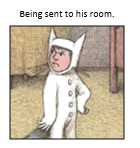 Being sent to his room.